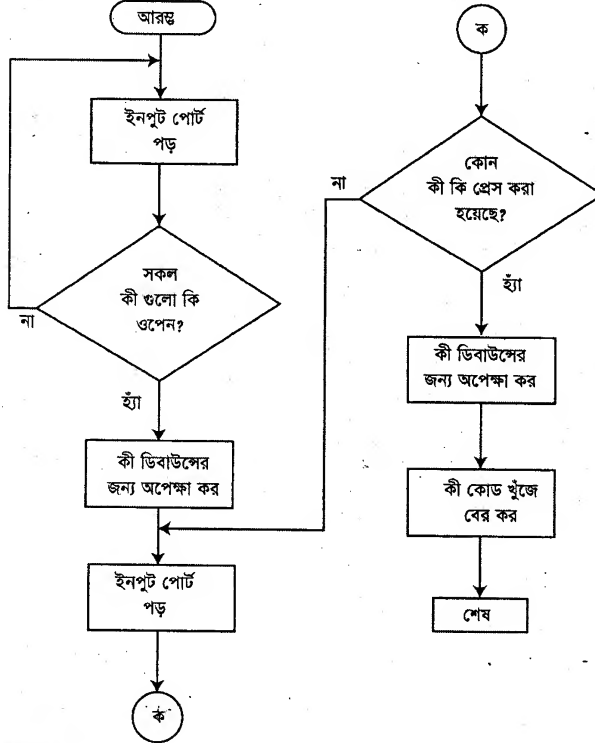 আরম্ভ
ইনপুট পোর্ট
পড়
সকল
কী গুলো কি
ওপেন?
না
হ্যাঁ
কী ডিবাউন্সের
জন্য অপেক্ষা কর
ইনপুট পোর্ট
পড়
ক
ক
কোন
কী কি প্রেস করা
হয়েছে?
না
হ্যাঁ
কী ডিবাউন্সের
জন্য অপেক্ষা কর
কী কোড খুঁজে
বের কর
শেষ